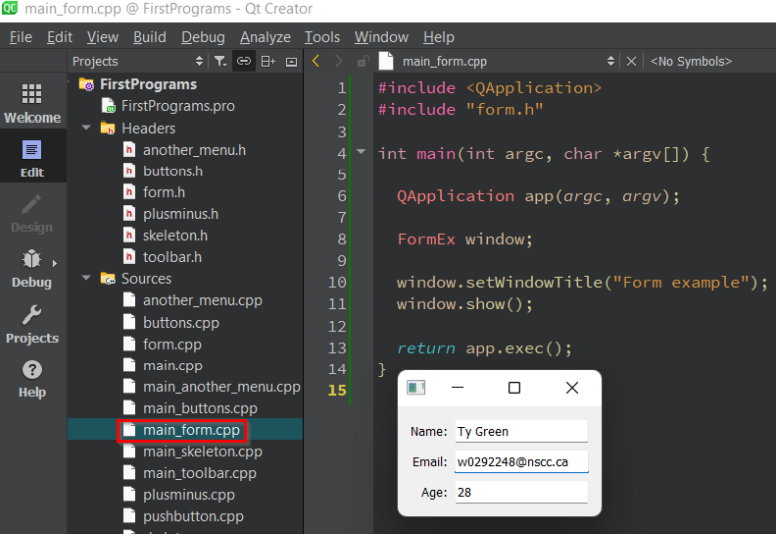 QC main_form.cpp @ FirstPrograms - Qt Creator
File Edit View Build Debug Analyze Tools Window Help
Projects
main_form.cpp
<No Symbols>
Welcome
Edit
Design
Debug
Projects
Help
FirstPrograms
FirstPrograms.pro
Headers
h another_menu.h
h buttons.h
h form.h
h plusminus.h
h skeleton.h
h toolbar.h
Sources
another_menu.cpp
buttons.cpp
form.cpp
main.cpp
main_another_menu.cpp
main_buttons.cpp
main_form.cpp
main_skeleton.cpp
main_toolbar.cpp
plusminus.cpp
pushbutton.cpp
1 #include <QApplication>
2 #include "form.h"
3
4 int main(int argc, char *argv[]) {
5
6 QApplication app(argc, argv);
7
8 FormEx window;
9
10 window.setWindowTitle("Form example");
11 window.show();
12
13 return app.exec();
14 }
15
Name: Ty Green
Email: w0292248@nscc.ca
Age: 28